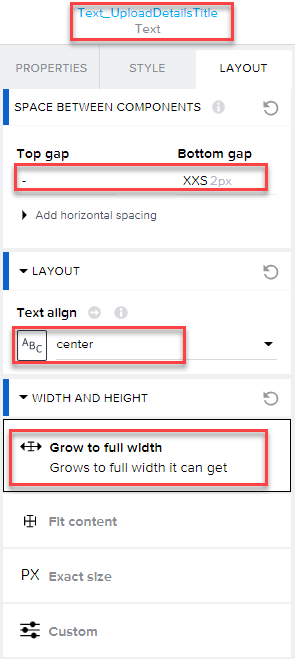 Text_UploadDetailsTitle
Text
PROPERTIES STYLE LAYOUT
SPACE BETWEEN COMPONENTS
Top gap Bottom gap
- XXS 2px
Add horizontal spacing
LAYOUT
Text align
ABC center
WIDTH AND HEIGHT
Grow to full width
Grows to full width it can get
Fit content
PX Exact size
Custom